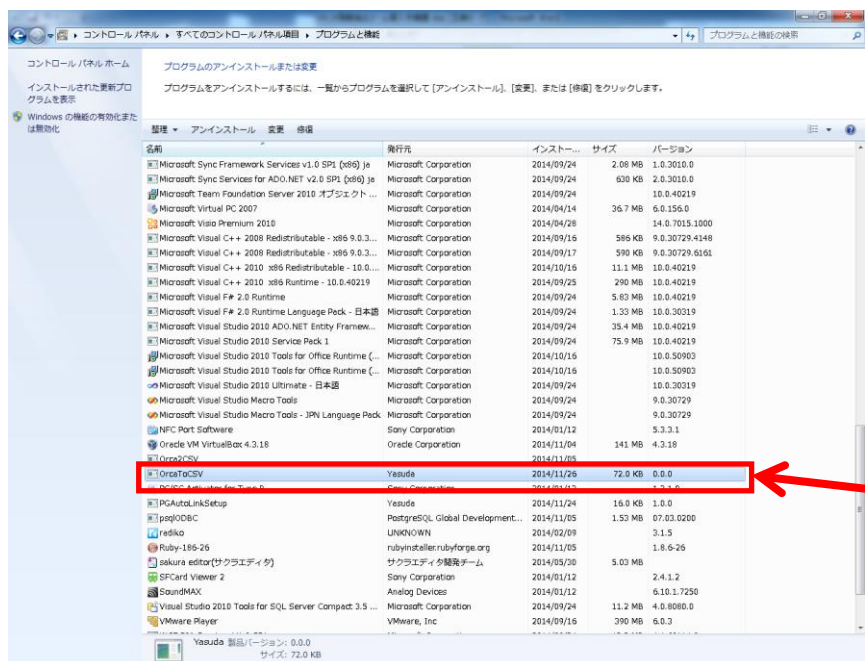 コントロール パネル ▸ すべてのコントロール パネル項目 ▸ プログラムと機能
プログラムと機能の検索
コントロール パネル ホーム
インストールされた更新プロ
グラムを表示
Windows の機能の有効化また
は無効化
プログラムのアンインストールまたは変更
プログラムをアンインストールするには、一覧からプログラムを選択して [アンインストール]、[変更]、または [修復] をクリックします。
整理 ▾ アンインストール 変更 修復
名前 発行元 インストー... サイズ バージョン
Microsoft Sync Framework Services v1.0 SP1 (x86) ja Microsoft Corporation 2014/09/24 2.08 MB 1.0.3010.0
Microsoft Sync Services for ADO.NET v2.0 SP1 (x86) ja Microsoft Corporation 2014/09/24 630 KB 2.0.3010.0
Microsoft Team Foundation Server 2010 オブジェクト ... Microsoft Corporation 2014/09/24 10.0.40219
Microsoft Virtual PC 2007 Microsoft Corporation 2014/04/14 36.7 MB 6.0.156.0
Microsoft Visio Premium 2010 Microsoft Corporation 2014/04/28 14.0.7015.1000
Microsoft Visual C++ 2008 Redistributable - x86 9.0.3... Microsoft Corporation 2014/09/16 586 KB 9.0.30729.4148
Microsoft Visual C++ 2008 Redistributable - x86 9.0.3... Microsoft Corporation 2014/09/17 590 KB 9.0.30729.6161
Microsoft Visual C++ 2010 x86 Redistributable - 10.0.... Microsoft Corporation 2014/10/16 11.1 MB 10.0.40219
Microsoft Visual C++ 2010 x86 Runtime - 10.0.40219 Microsoft Corporation 2014/09/25 290 MB 10.0.40219
Microsoft Visual F# 2.0 Runtime Microsoft Corporation 2014/09/24 5.83 MB 10.0.40219
Microsoft Visual F# 2.0 Runtime Language Pack - 日本語 Microsoft Corporation 2014/09/24 1.33 MB 10.0.30319
Microsoft Visual Studio 2010 ADO.NET Entity Framew... Microsoft Corporation 2014/09/24 35.4 MB 10.0.40219
Microsoft Visual Studio 2010 Service Pack 1 Microsoft Corporation 2014/09/24 75.9 MB 10.0.40219
Microsoft Visual Studio 2010 Tools for Office Runtime (... Microsoft Corporation 2014/10/16 10.0.50903
Microsoft Visual Studio 2010 Tools for Office Runtime (... Microsoft Corporation 2014/10/16 10.0.50903
Microsoft Visual Studio 2010 Ultimate - 日本語 Microsoft Corporation 2014/09/24 10.0.30319
Microsoft Visual Studio Macro Tools Microsoft Corporation 2014/09/24 9.0.30729
Microsoft Visual Studio Macro Tools - JPN Language Pack Microsoft Corporation 2014/09/24 9.0.30729
NFC Port Software Sony Corporation 2014/01/12 5.3.3.1
Oracle VM VirtualBox 4.3.18 Oracle Corporation 2014/11/04 141 MB 4.3.18
Orca2CSV 2014/11/05
OrcaToCSV Yasuda 2014/11/26 72.0 KB 0.0.0
PC/SC Activator for Type B Sony Corporation 2014/01/12 1.2.1.0
PGAutoLinkSetup Yasuda 2014/11/24 16.0 KB 1.0.0
psqlODBC PostgreSQL Global Development... 2014/11/05 1.53 MB 07.03.0200
radiko UNKNOWN 2014/02/09 3.1.5
Ruby-186-26 rubyinstaller.rubyforge.org 2014/11/05 1.8.6-26
sakura editor(サクラエディタ) サクラエディタ開発チーム 2014/05/30 5.03 MB
SFCard Viewer 2 Sony Corporation 2014/01/12 2.4.1.2
SoundMAX Analog Devices 2014/01/12 6.10.1.7250
Visual Studio 2010 Tools for SQL Server Compact 3.5 ... Microsoft Corporation 2014/09/24 11.2 MB 4.0.8080.0
VMware Player VMware, Inc 2014/09/16 390 MB 6.0.3
Yasuda 製品バージョン: 0.0.0
サイズ: 72.0 KB